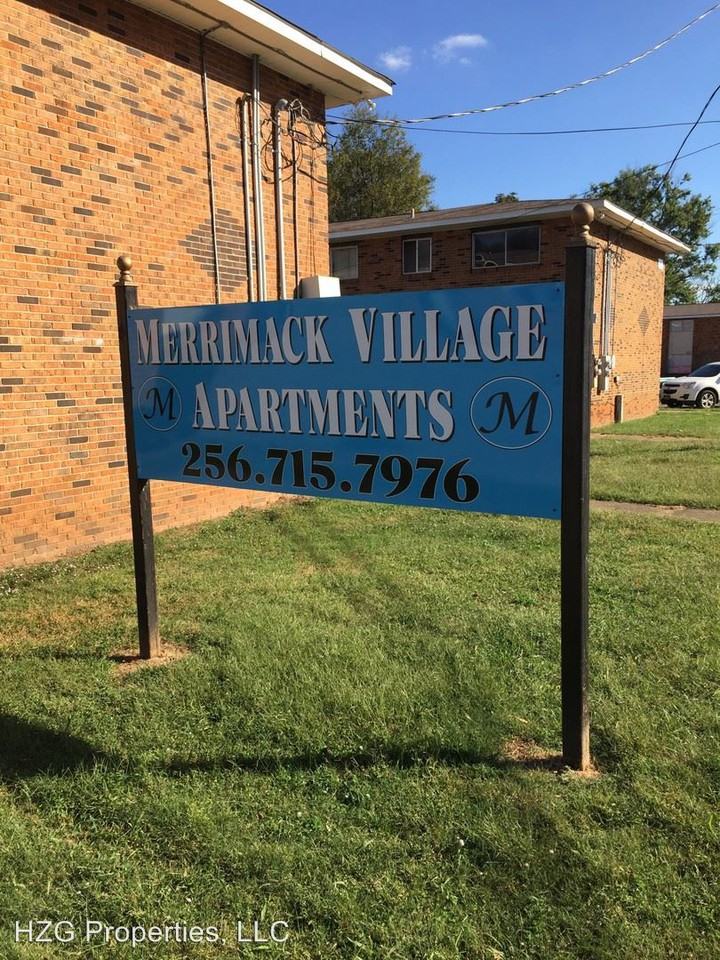 MERRIMACK VILLAGE
M APARTMENTS M
256.715.7976
HZG Properties, LLC